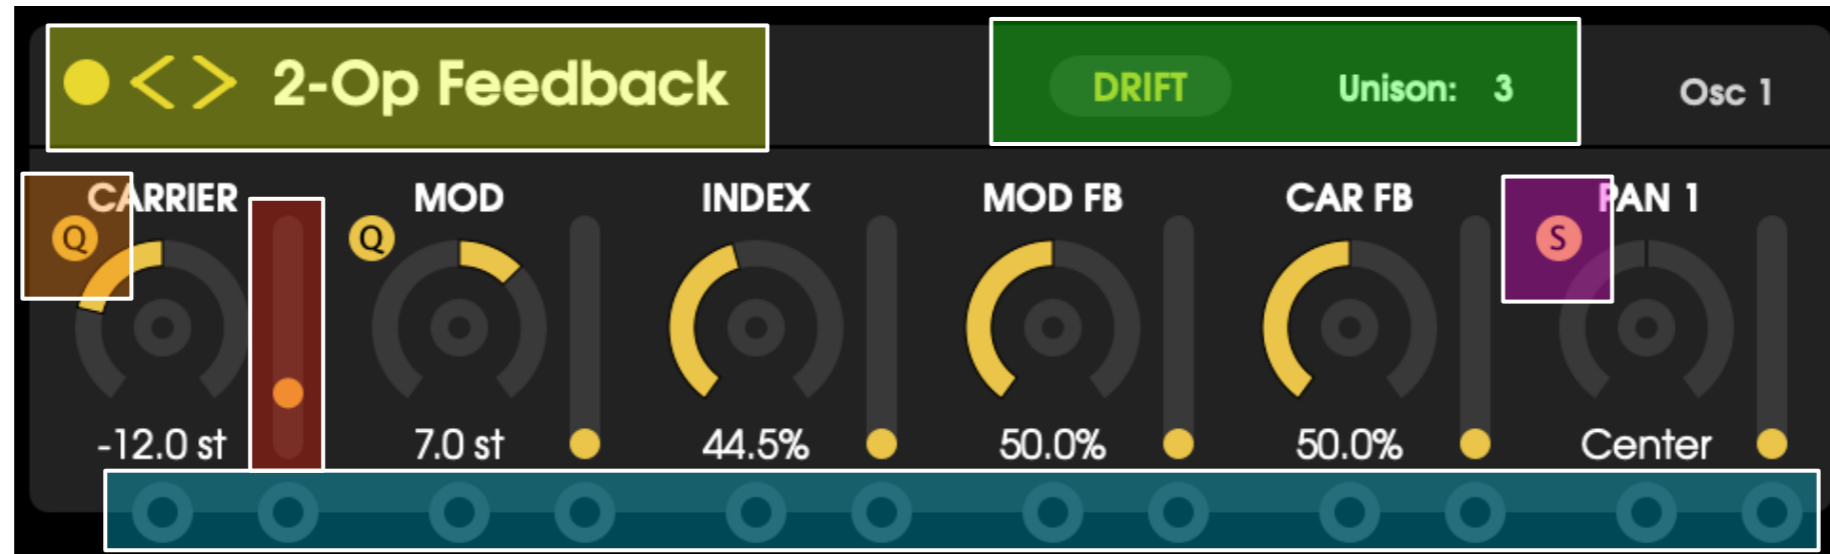 2-Op Feedback DRIFT Unison: 3 Osc 1
CARRIER MOD INDEX MOD FB CAR FB PAN 1
Q Q S
-12.0 st 7.0 st 44.5% 50.0% 50.0% Center